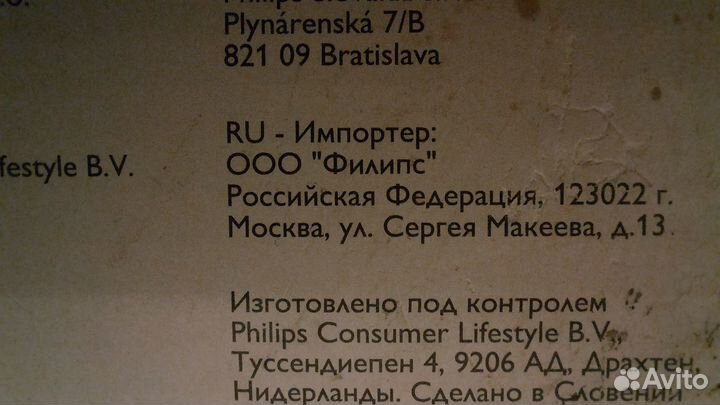 Plynárenská 7/B
821 09 Bratislava
RU - Импортер:
festyle B.V.
ООО "Филипс"
Российская Федерация, 123022 г.
Москва, ул. Сергея Макеева, д.13
Изготовлено под контролем
Philips Consumer Lifestyle B.V.,
Туссендиепен 4, 9206 АД, Драхтен,
Нидерланды. Сделано в Словении
Avito